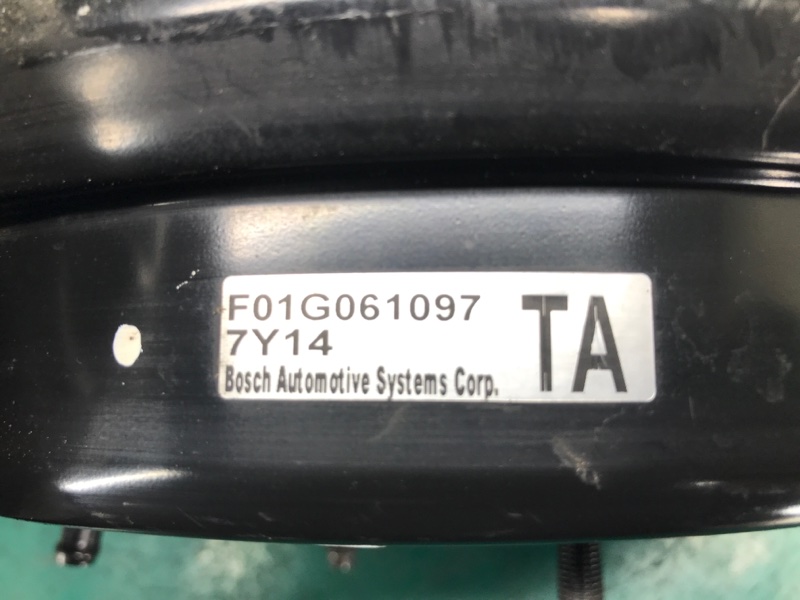 F01G061097
7Y14
Bosch Automotive Systems Corp.
TA